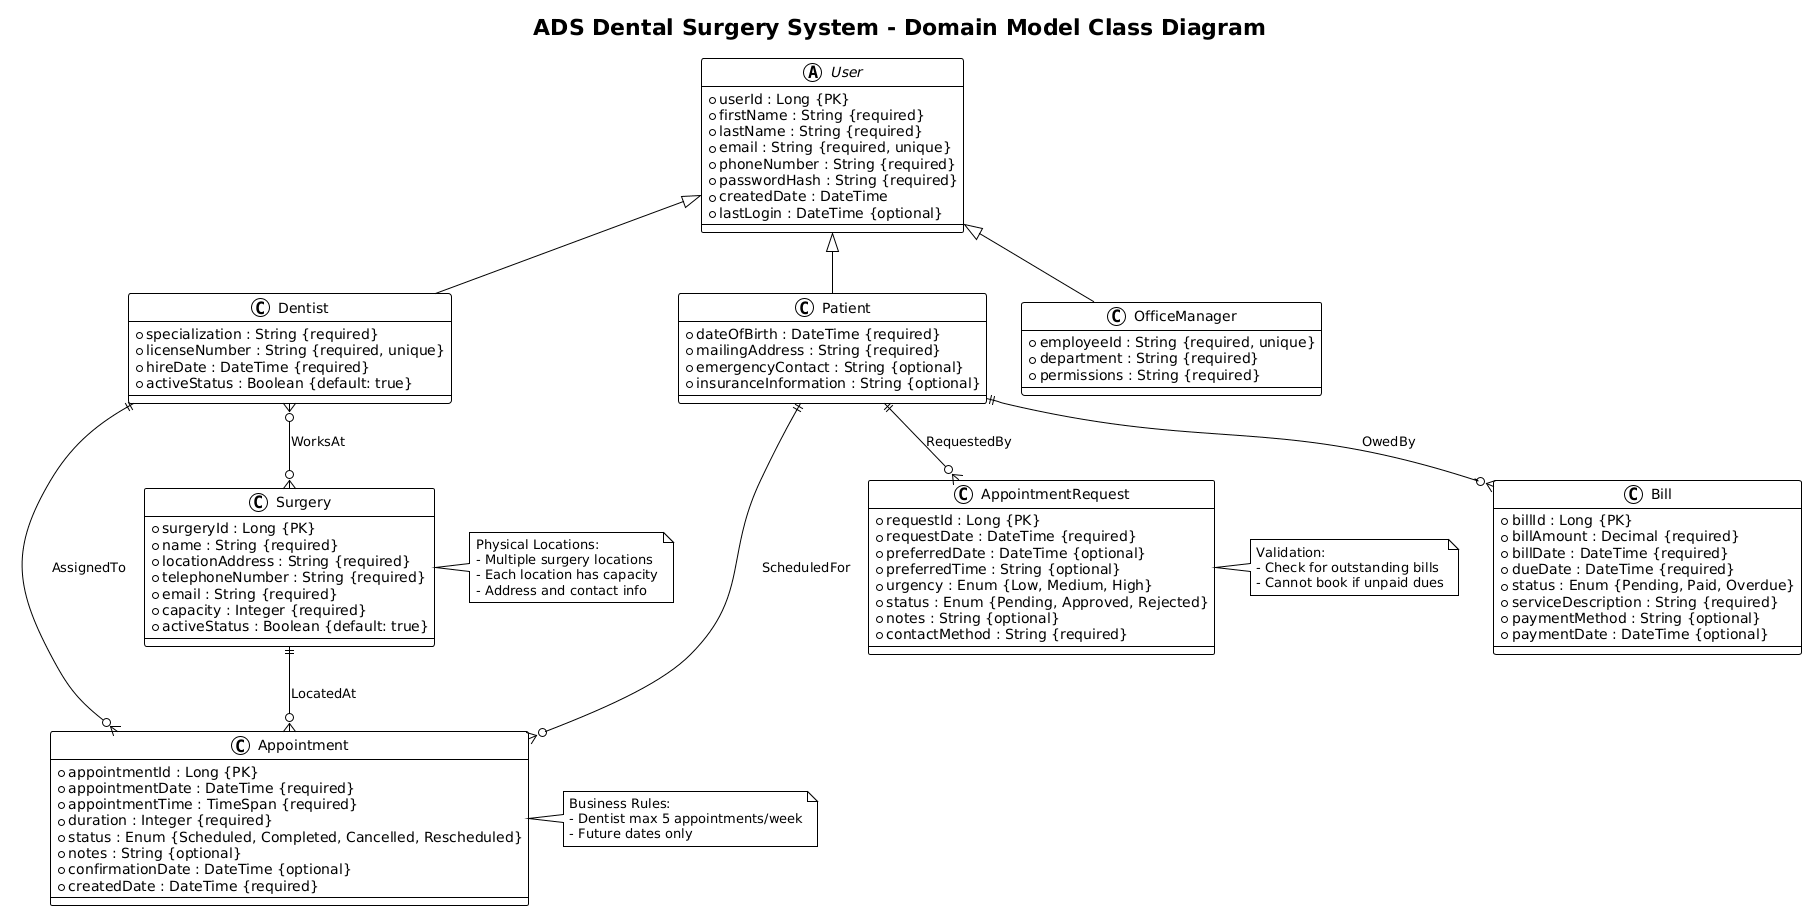 ADS Dental Surgery System - Domain Model Class Diagram
A User
userId : Long {PK}
firstName : String {required}
lastName : String {required}
email : String {required, unique}
phoneNumber : String {required}
passwordHash : String {required}
createdDate : DateTime
lastLogin : DateTime {optional}
C Dentist
specialization : String {required}
licenseNumber : String {required, unique}
hireDate : DateTime {required}
activeStatus : Boolean {default: true}
C Patient
dateOfBirth : DateTime {required}
mailingAddress : String {required}
emergencyContact : String {optional}
insuranceInformation : String {optional}
C OfficeManager
employeeId : String {required, unique}
department : String {required}
permissions : String {required}
WorksAt
RequestedBy
OwedBy
C Surgery
surgeryId : Long {PK}
name : String {required}
locationAddress : String {required}
telephoneNumber : String {required}
email : String {required}
capacity : Integer {required}
activeStatus : Boolean {default: true}
Physical Locations:
- Multiple surgery locations
- Each location has capacity
- Address and contact info
C AppointmentRequest
requestId : Long {PK}
requestDate : DateTime {required}
preferredDate : DateTime {optional}
preferredTime : String {optional}
urgency : Enum {Low, Medium, High}
status : Enum {Pending, Approved, Rejected}
notes : String {optional}
contactMethod : String {required}
Validation:
- Check for outstanding bills
- Cannot book if unpaid dues
C Bill
billId : Long {PK}
billAmount : Decimal {required}
billDate : DateTime {required}
dueDate : DateTime {required}
status : Enum {Pending, Paid, Overdue}
serviceDescription : String {required}
paymentMethod : String {optional}
paymentDate : DateTime {optional}
AssignedTo
ScheduledFor
LocatedAt
C Appointment
appointmentId : Long {PK}
appointmentDate : DateTime {required}
appointmentTime : TimeSpan {required}
duration : Integer {required}
status : Enum {Scheduled, Completed, Cancelled, Rescheduled}
notes : String {optional}
confirmationDate : DateTime {optional}
createdDate : DateTime {required}
Business Rules:
- Dentist max 5 appointments/week
- Future dates only